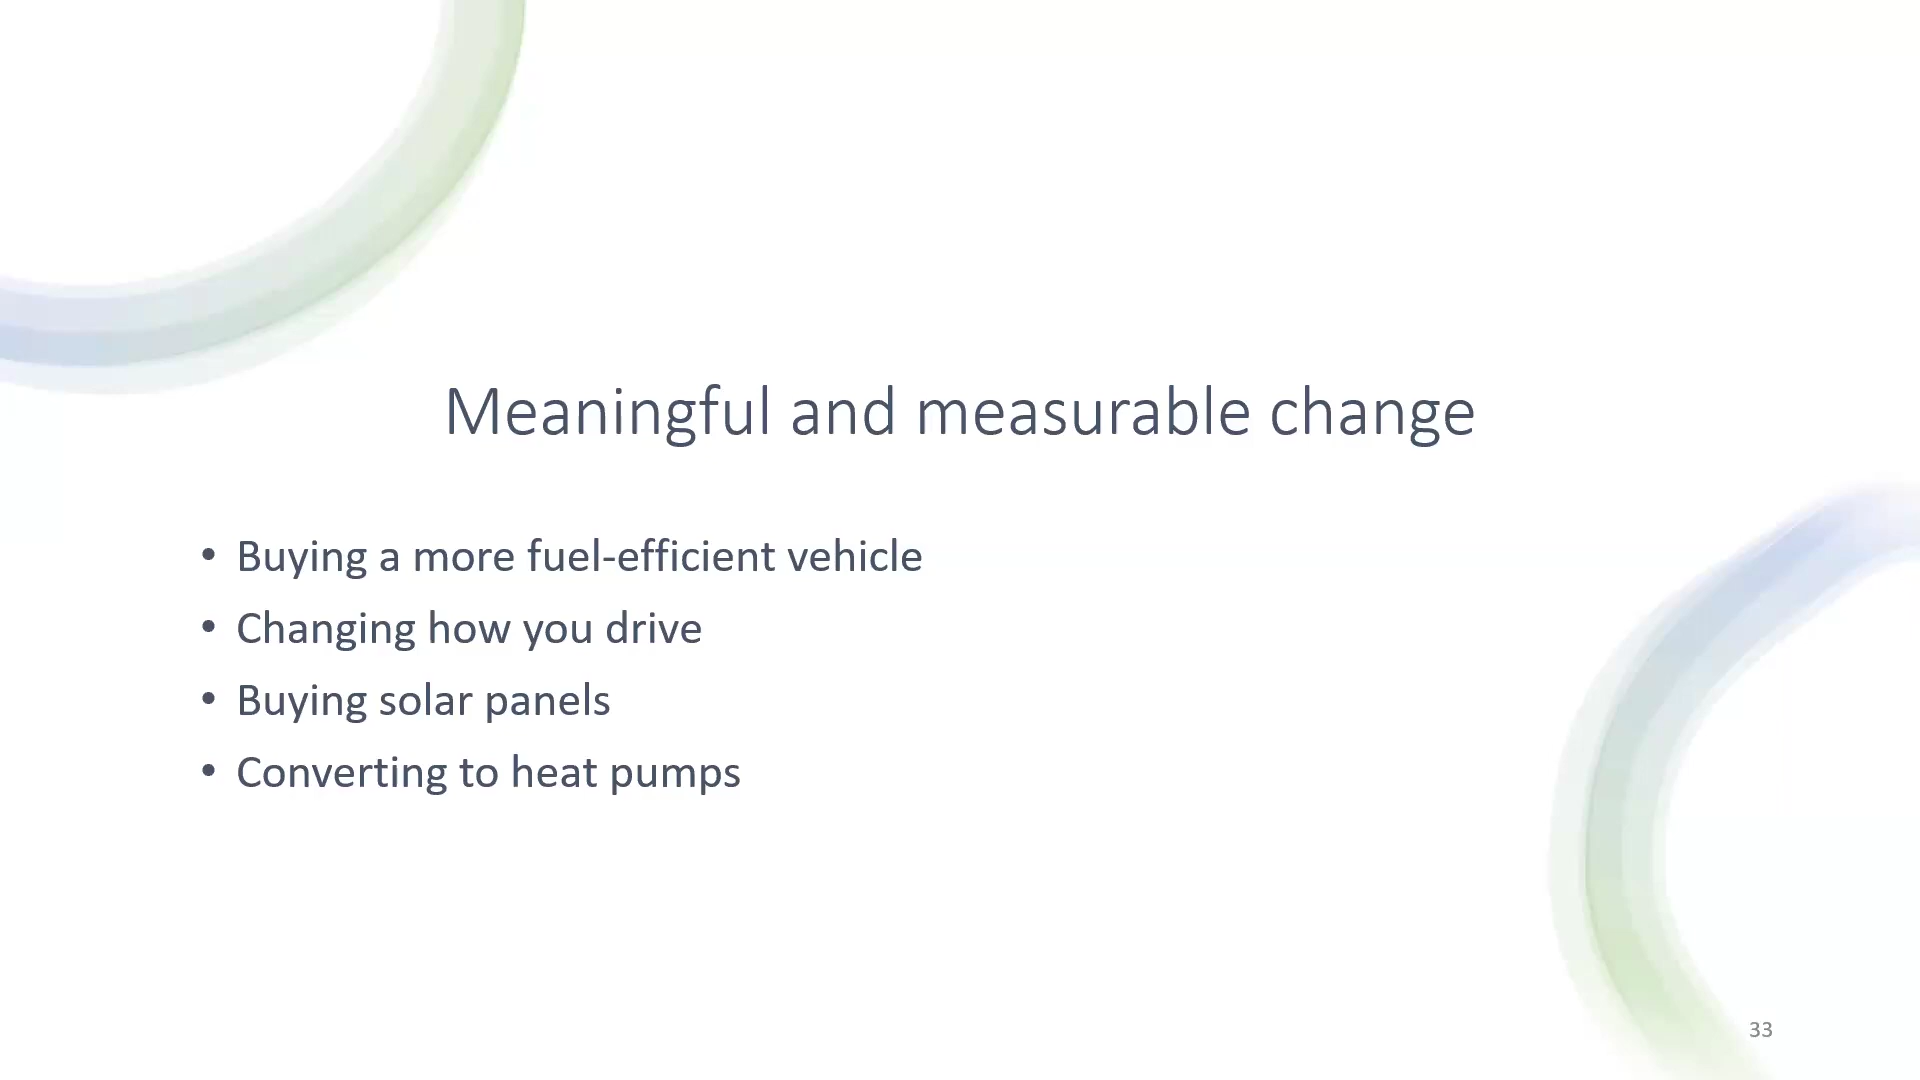 Meaningful and measurable change
• Buying a more fuel-efficient vehicle
• Changing how you drive
• Buying solar panels
• Converting to heat pumps
33